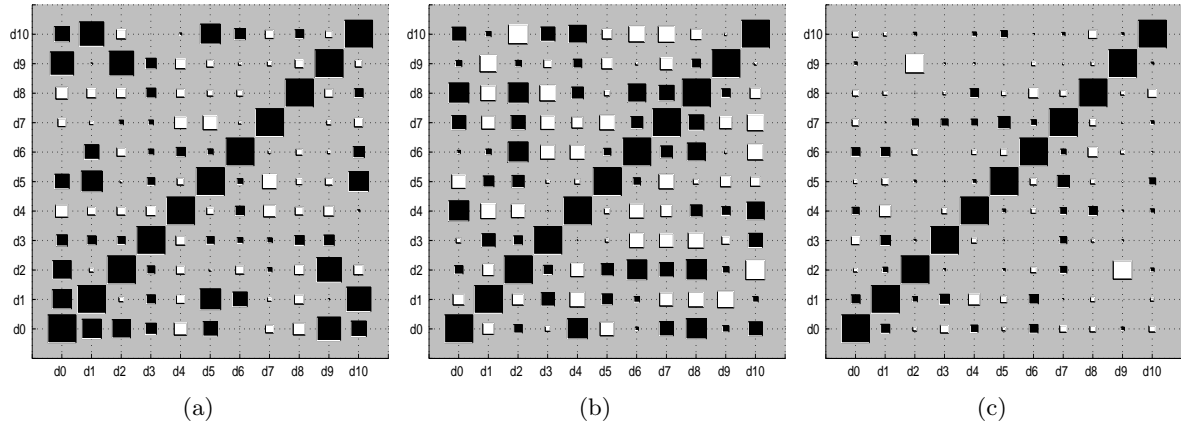 d10 d10 d10
d9 d9 d9
d8 d8 d8
d7 d7 d7
d6 d6 d6
d5 d5 d5
d4 d4 d4
d3 d3 d3
d2 d2 d2
d1 d1 d1
d0 d0 d0
d0 d1 d2 d3 d4 d5 d6 d7 d8 d9 d10 d0 d1 d2 d3 d4 d5 d6 d7 d8 d9 d10 d0 d1 d2 d3 d4 d5 d6 d7 d8 d9 d10
(a) (b) (c)